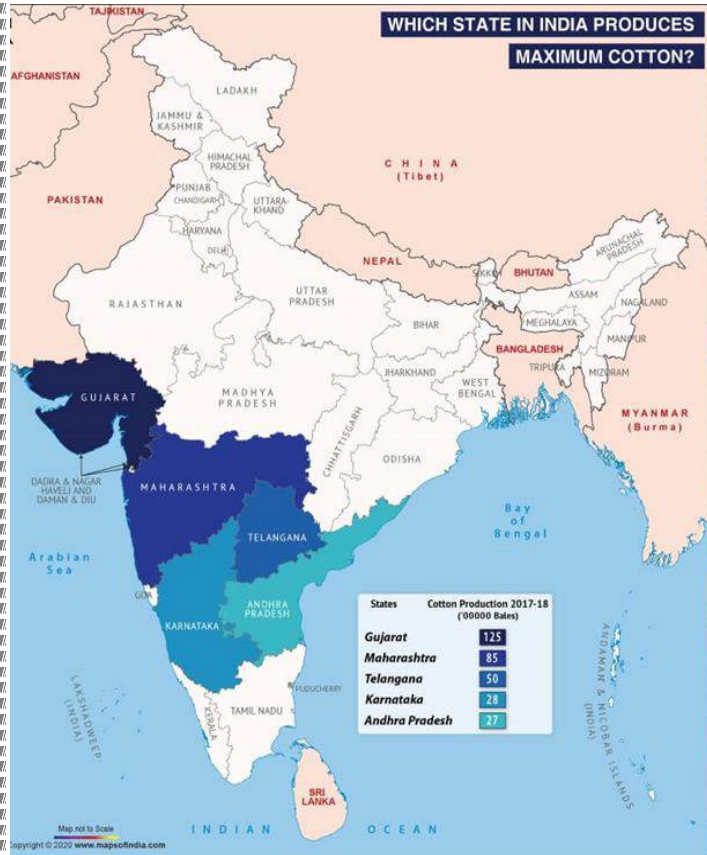 WHICH STATE IN INDIA PRODUCES
MAXIMUM COTTON?
TAJIKISTAN
AFGHANISTAN
LADAKH
JAMMU &
KASHMIR
HIMACHAL
PRADESH
CHINA
(Tibet)
PUNJAB
CHANDIGARH
PAKISTAN
UTTARA-
KHAND
HARYANA
DELHI
NEPAL
SIKKIM
BHUTAN
ARUNACHAL
PRADESH
RAJASTHAN
UTTAR
PRADESH
ASSAM
NAGALAND
BIHAR
MEGHALAYA
MANIPUR
BANGLADESH
TRIPURA
MIZORAM
JHARKHAND
WEST
BENGAL
GUJARAT
MADHYA
PRADESH
CHHATTISGARH
MYANMAR
(Burma)
ODISHA
DADRA & NAGAR
HAVELI AND
DAMAN & DIU
MAHARASHTRA
TELANGANA
Bay
of
Bengal
Arabian
Sea
GOA
KARNATAKA
ANDHRA
PRADESH
States Cotton Production 2017-18
('00000 Bales)
Gujarat 125
Maharashtra 85
Telangana 50
Karnataka 28
Andhra Pradesh 27
ANDAMAN & NICOBAR ISLANDS
(INDIA)
LAKSHADWEEP
(INDIA)
PUDUCHERRY
KERALA
TAMIL NADU
SRI
LANKA
INDIAN OCEAN
Map not to Scale
opyright © 2020 www.mapsofindia.com